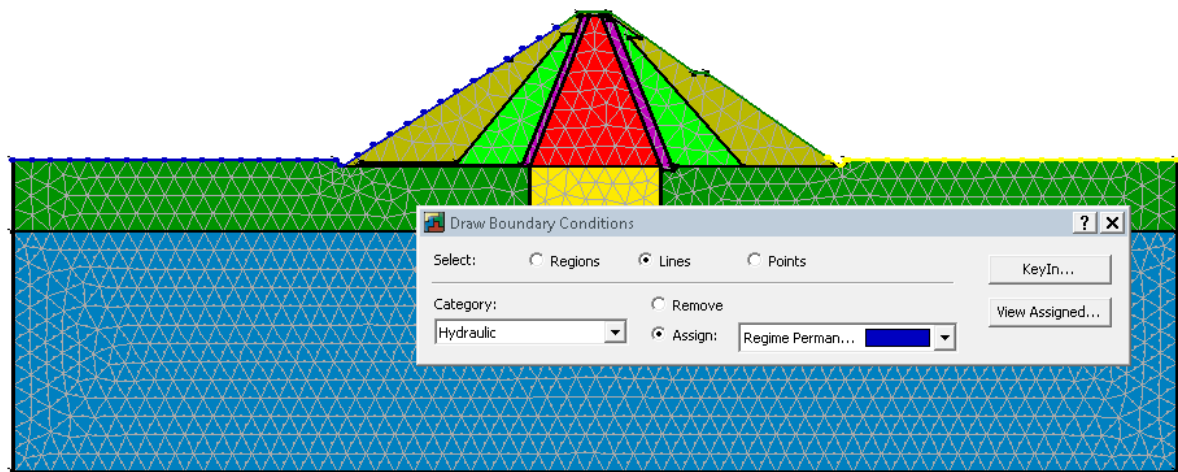 Draw Boundary Conditions
? X
Select: Regions Lines Points
KeyIn...
Category: Remove
View Assigned...
Hydraulic Assign: Regime Perman...